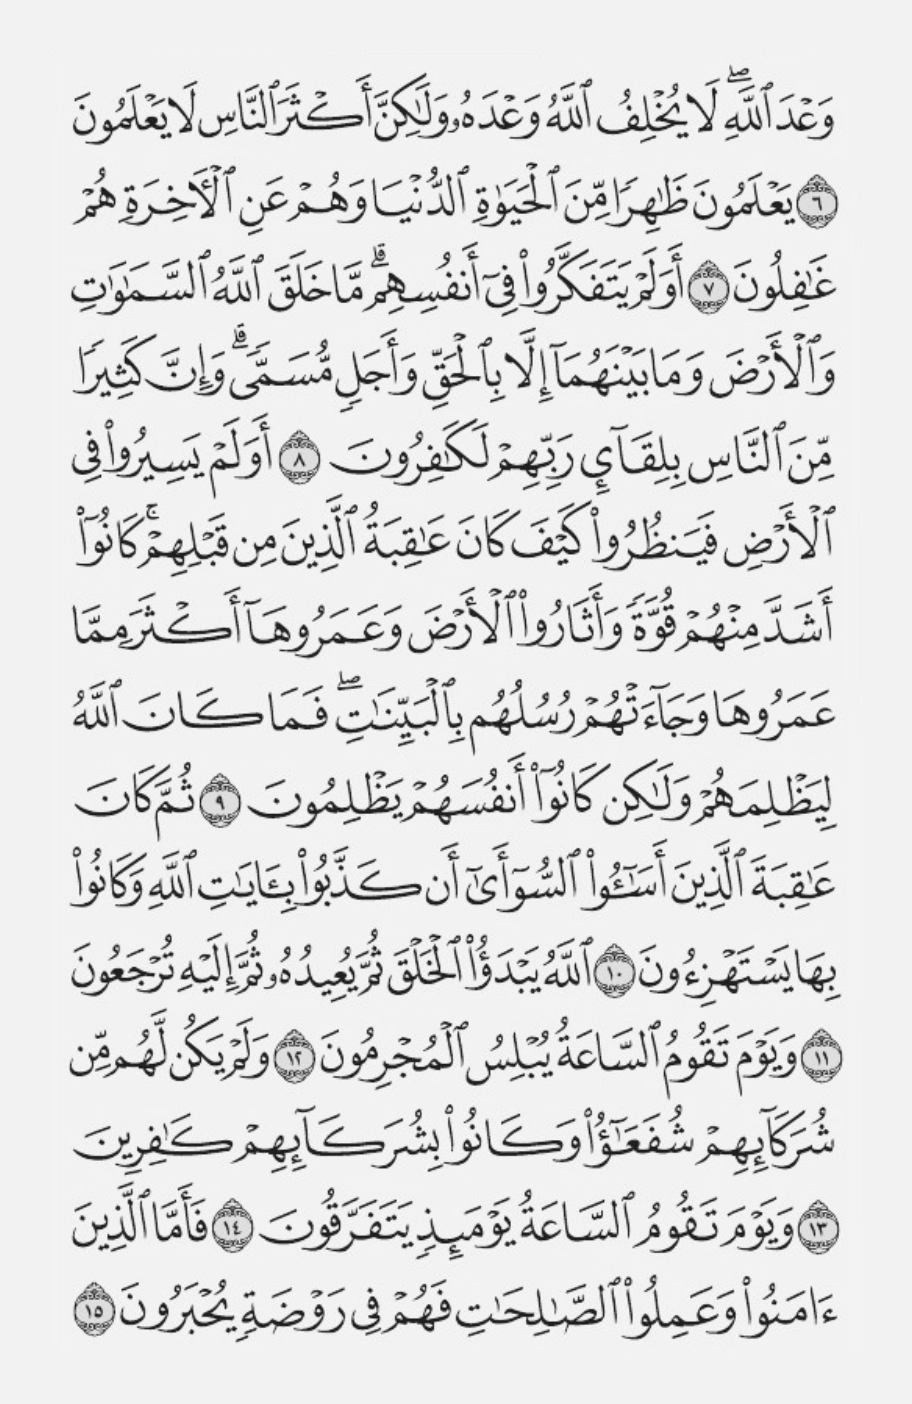 وَعۡدَ ٱللَّهِۖ لَا يُخۡلِفُ ٱللَّهُ وَعۡدَهُۥ وَلَٰكِنَّ أَكۡثَرَ ٱلنَّاسِ لَا يَعۡلَمُونَ
٦ يَعۡلَمُونَ ظَٰهِرٗا مِّنَ ٱلۡحَيَوٰةِ ٱلدُّنۡيَا وَهُمۡ عَنِ ٱلۡأٓخِرَةِ هُمۡ
غَٰفِلُونَ ٧ أَوَلَمۡ يَتَفَكَّرُواْ فِيٓ أَنفُسِهِمۗ مَّا خَلَقَ ٱللَّهُ ٱلسَّمَٰوَٰتِ
وَٱلۡأَرۡضَ وَمَا بَيۡنَهُمَآ إِلَّا بِٱلۡحَقِّ وَأَجَلٖ مُّسَمّٗىۗ وَإِنَّ كَثِيرٗا
مِّنَ ٱلنَّاسِ بِلِقَآيِٕ رَبِّهِمۡ لَكَٰفِرُونَ ٨ أَوَلَمۡ يَسِيرُواْ فِي
ٱلۡأَرۡضِ فَيَنظُرُواْ كَيۡفَ كَانَ عَٰقِبَةُ ٱلَّذِينَ مِن قَبۡلِهِمۡۚ كَانُوٓاْ
أَشَدَّ مِنۡهُمۡ قُوَّةٗ وَأَثَارُواْ ٱلۡأَرۡضَ وَعَمَرُوهَآ أَكۡثَرَ مِمَّا
عَمَرُوهَا وَجَآءَتۡهُمۡ رُسُلُهُم بِٱلۡبَيِّنَٰتِۖ فَمَا كَانَ ٱللَّهُ
لِيَظۡلِمَهُمۡ وَلَٰكِن كَانُوٓاْ أَنفُسَهُمۡ يَظۡلِمُونَ ٩ ثُمَّ كَانَ
عَٰقِبَةَ ٱلَّذِينَ أَسَٰٓـُٔواْ ٱلسُّوٓأَىٰٓ أَن كَذَّبُواْ بِـَٔايَٰتِ ٱللَّهِ وَكَانُواْ
بِهَا يَسۡتَهۡزِءُونَ ١٠ ٱللَّهُ يَبۡدَؤُاْ ٱلۡخَلۡقَ ثُمَّ يُعِيدُهُۥ ثُمَّ إِلَيۡهِ تُرۡجَعُونَ
١١ وَيَوۡمَ تَقُومُ ٱلسَّاعَةُ يُبۡلِسُ ٱلۡمُجۡرِمُونَ ١٢ وَلَمۡ يَكُن لَّهُم مِّن
شُرَكَآئِهِمۡ شُفَعَٰٓؤُاْ وَكَانُواْ بِشُرَكَآئِهِمۡ كَٰفِرِينَ
١٣ وَيَوۡمَ تَقُومُ ٱلسَّاعَةُ يَوۡمَئِذٖ يَتَفَرَّقُونَ ١٤ فَأَمَّا ٱلَّذِينَ
ءَامَنُواْ وَعَمِلُواْ ٱلصَّٰلِحَٰتِ فَهُمۡ فِي رَوۡضَةٖ يُحۡبَرُونَ ١٥